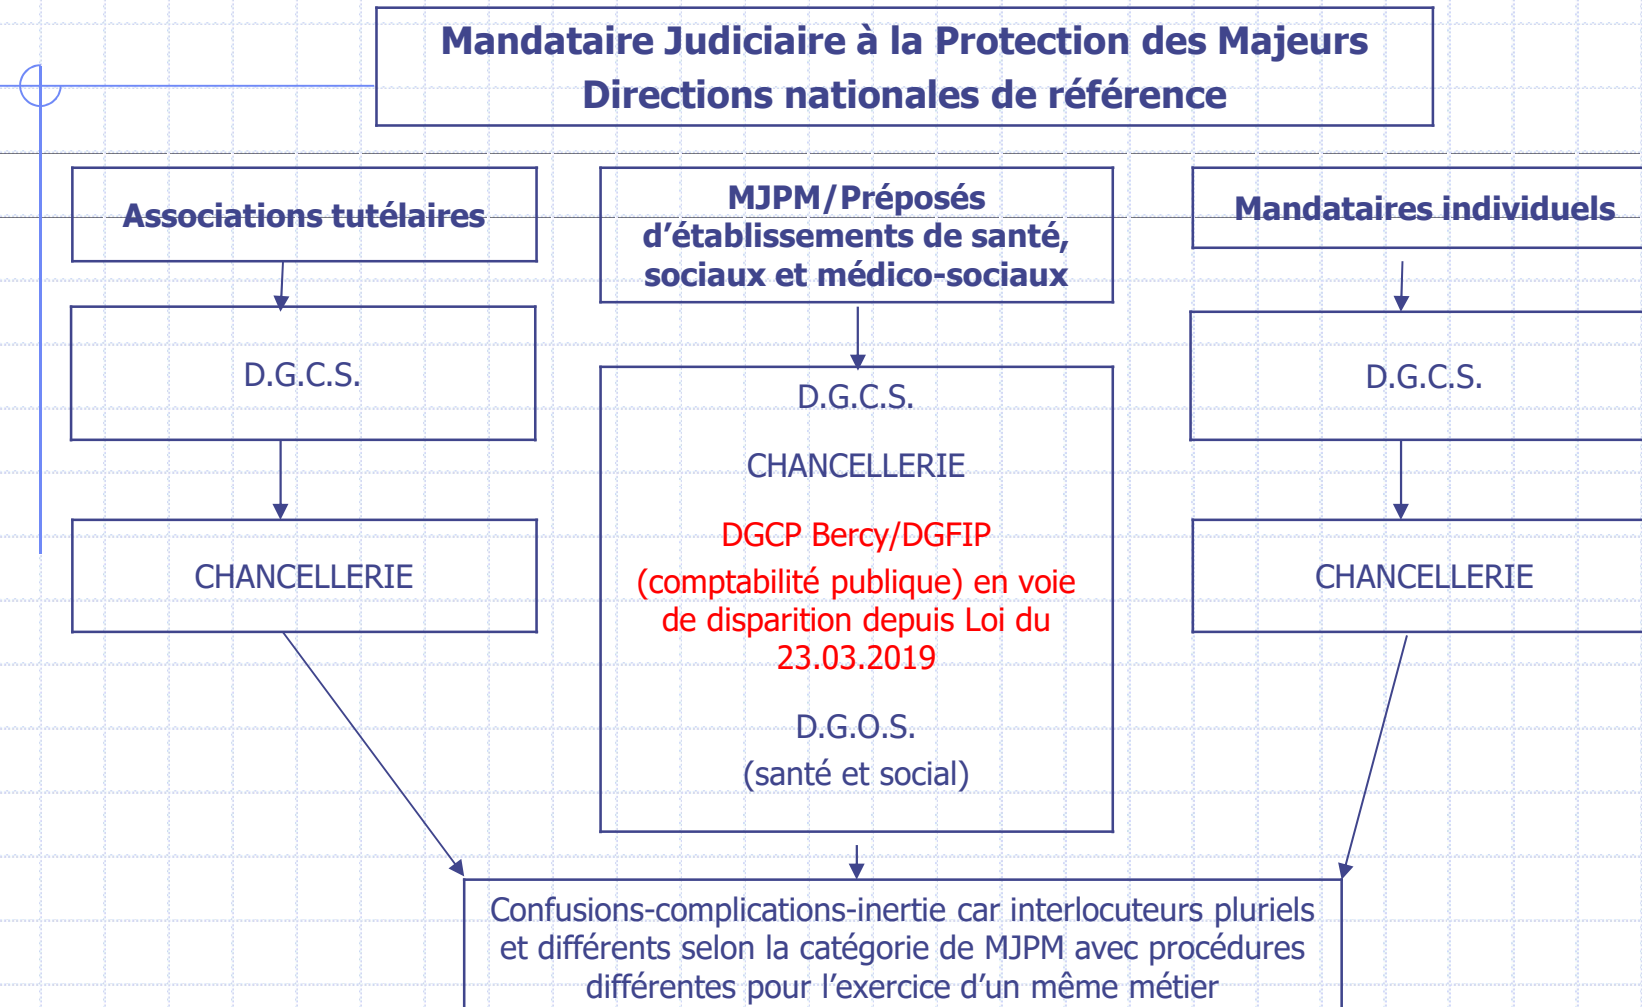 Mandataire Judiciaire à la Protection des Majeurs
Directions nationales de référence
Associations tutélaires
D.G.C.S.
CHANCELLERIE
MJPM/Préposés
d’établissements de santé,
sociaux et médico-sociaux
D.G.C.S.
CHANCELLERIE
DGCP Bercy/DGFIP
(comptabilité publique) en voie
de disparition depuis Loi du
23.03.2019
D.G.O.S.
(santé et social)
Mandataires individuels
D.G.C.S.
CHANCELLERIE
Confusions-complications-inertie car interlocuteurs pluriels
et différents selon la catégorie de MJPM avec procédures
différentes pour l’exercice d’un même métier